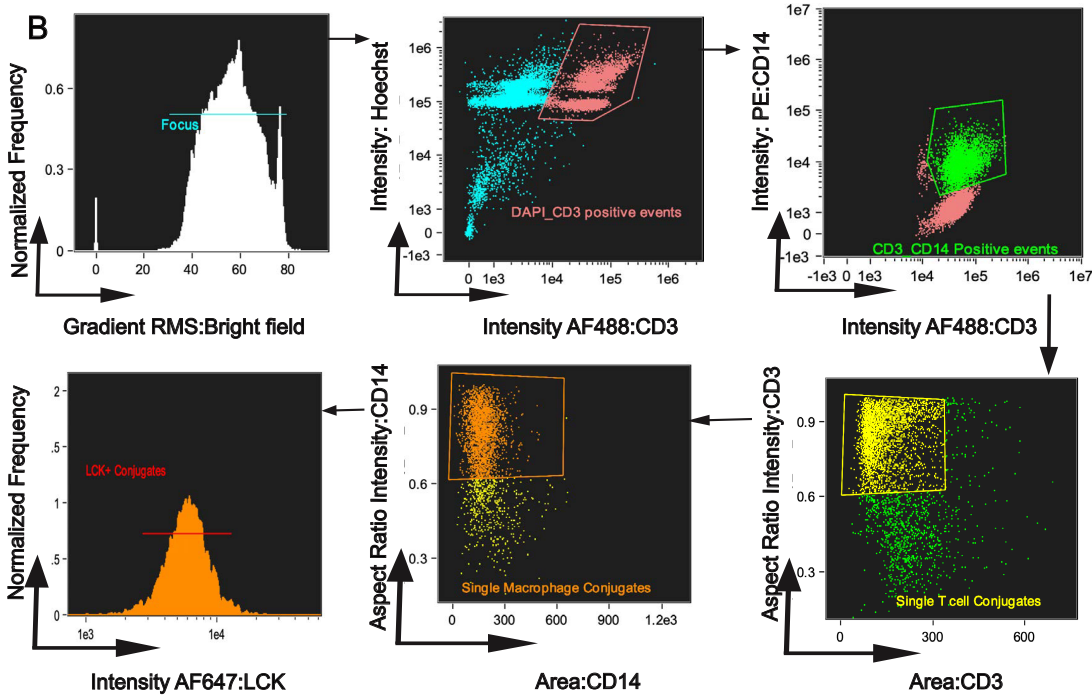 B
Normalized Frequency
0.6
0.3
0
Focus
0 20 40 60 80
Gradient RMS:Bright field
Intensity: Hoechst
1e6
1e5
1e4
1e3
0
-1e3
DAPI_CD3 positive events
0 1e3 1e4 1e5 1e6
Intensity AF488:CD3
Intensity: PE:CD14
1e7
1e6
1e5
1e4
1e3
0
-1e3
CD3_CD14 Positive events
-1e3 0 1e3 1e4 1e5 1e6 1e7
Intensity AF488:CD3
Normalized Frequency
2
.5
1
.5
0
LCK+ Conjugates
1e3 1e4
Intensity AF647:LCK
Aspect Ratio Intensity:CD14
0.9
0.6
0.3
Single Macrophage Conjugates
0 300 600 900 1.2e3
Area:CD14
Aspect Ratio Intensity:CD3
0.9
0.6
0.3
Single T cell Conjugates
0 300 600
Area:CD3